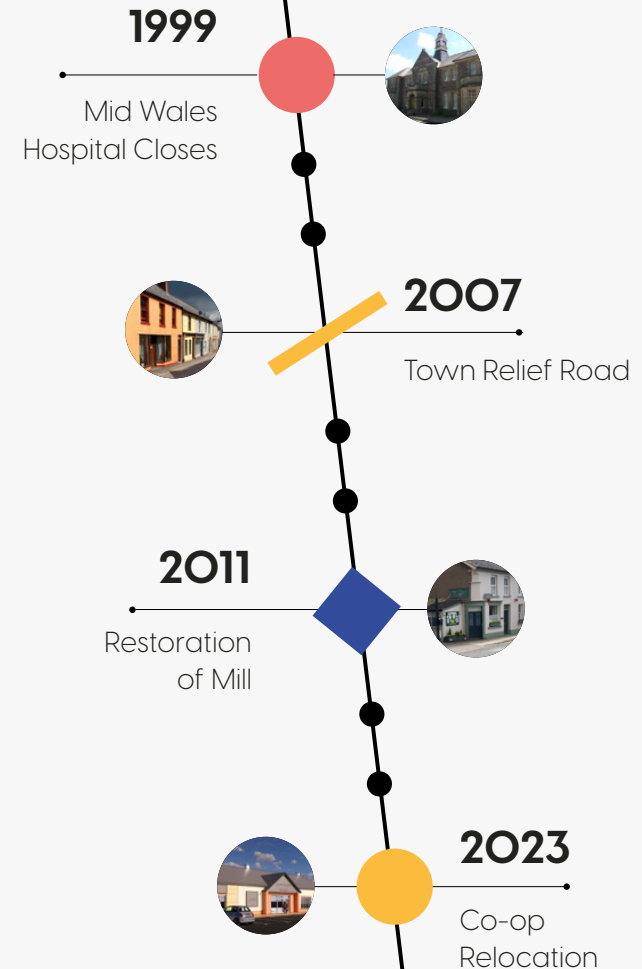 1999
Mid Wales
Hospital Closes
2007
Town Relief Road
2011
Restoration
of Mill
2023
Co-op
Relocation